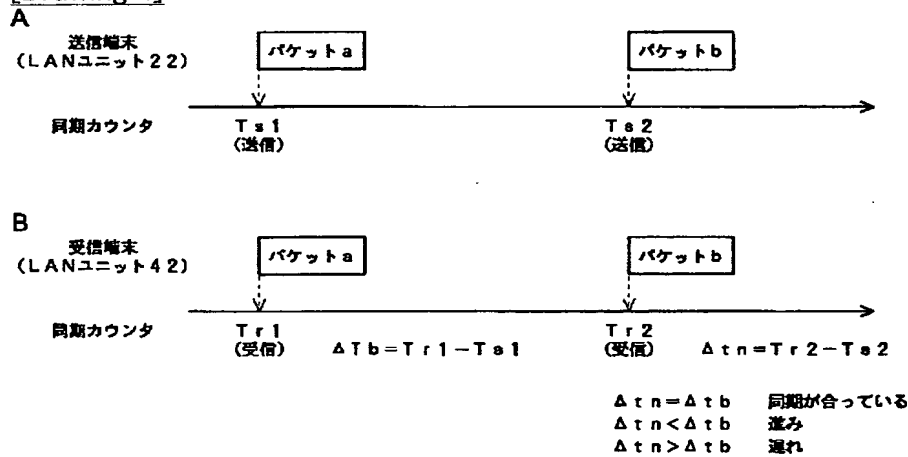 A
送信端末
(LANユニット22)
パケットa
パケットb
同期カウンタ
Ts1
(送信)
Ts2
(送信)
B
受信端末
(LANユニット42)
パケットa
パケットb
同期カウンタ
Tr1
(受信)
ΔTb=Tr1-Ts1
Tr2
(受信)
Δtn=Tr2-Ts2
Δtn=Δtb 同期が合っている
Δtn<Δtb 進み
Δtn>Δtb 遅れ